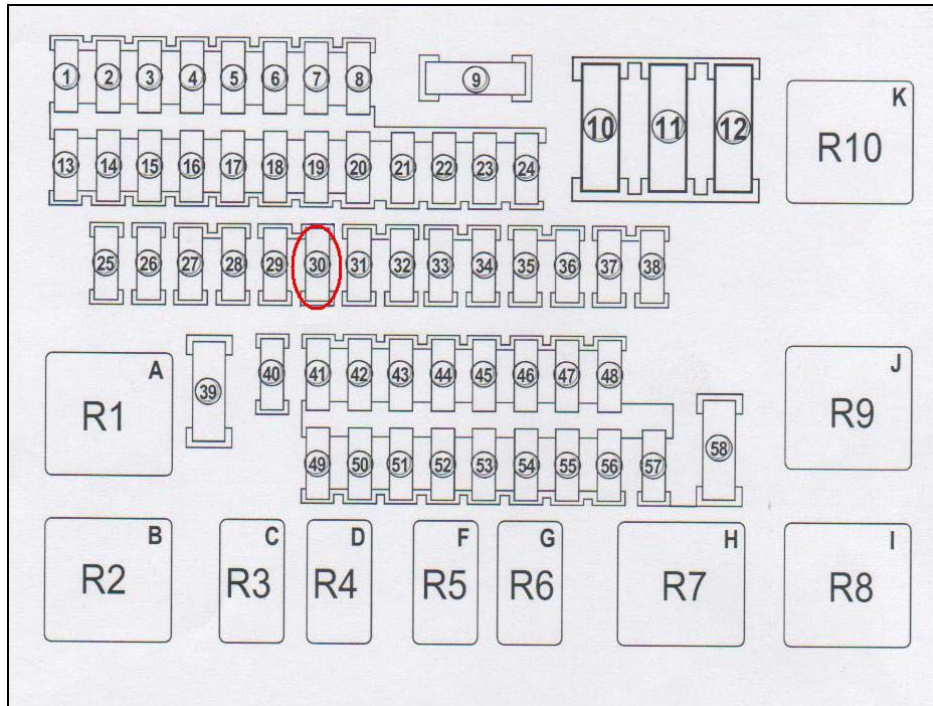 1 2 3 4 5 6 7 8 9
10 11 12
K
R10
13 14 15 16 17 18 19 20 21 22 23 24
25 26 27 28 29 30 31 32 33 34 35 36 37 38
A
R1
39
40 41 42 43 44 45 46 47 48
J
R9
49 50 51 52 53 54 55 56 57
58
B
R2
C
R3
D
R4
F
R5
G
R6
H
R7
I
R8